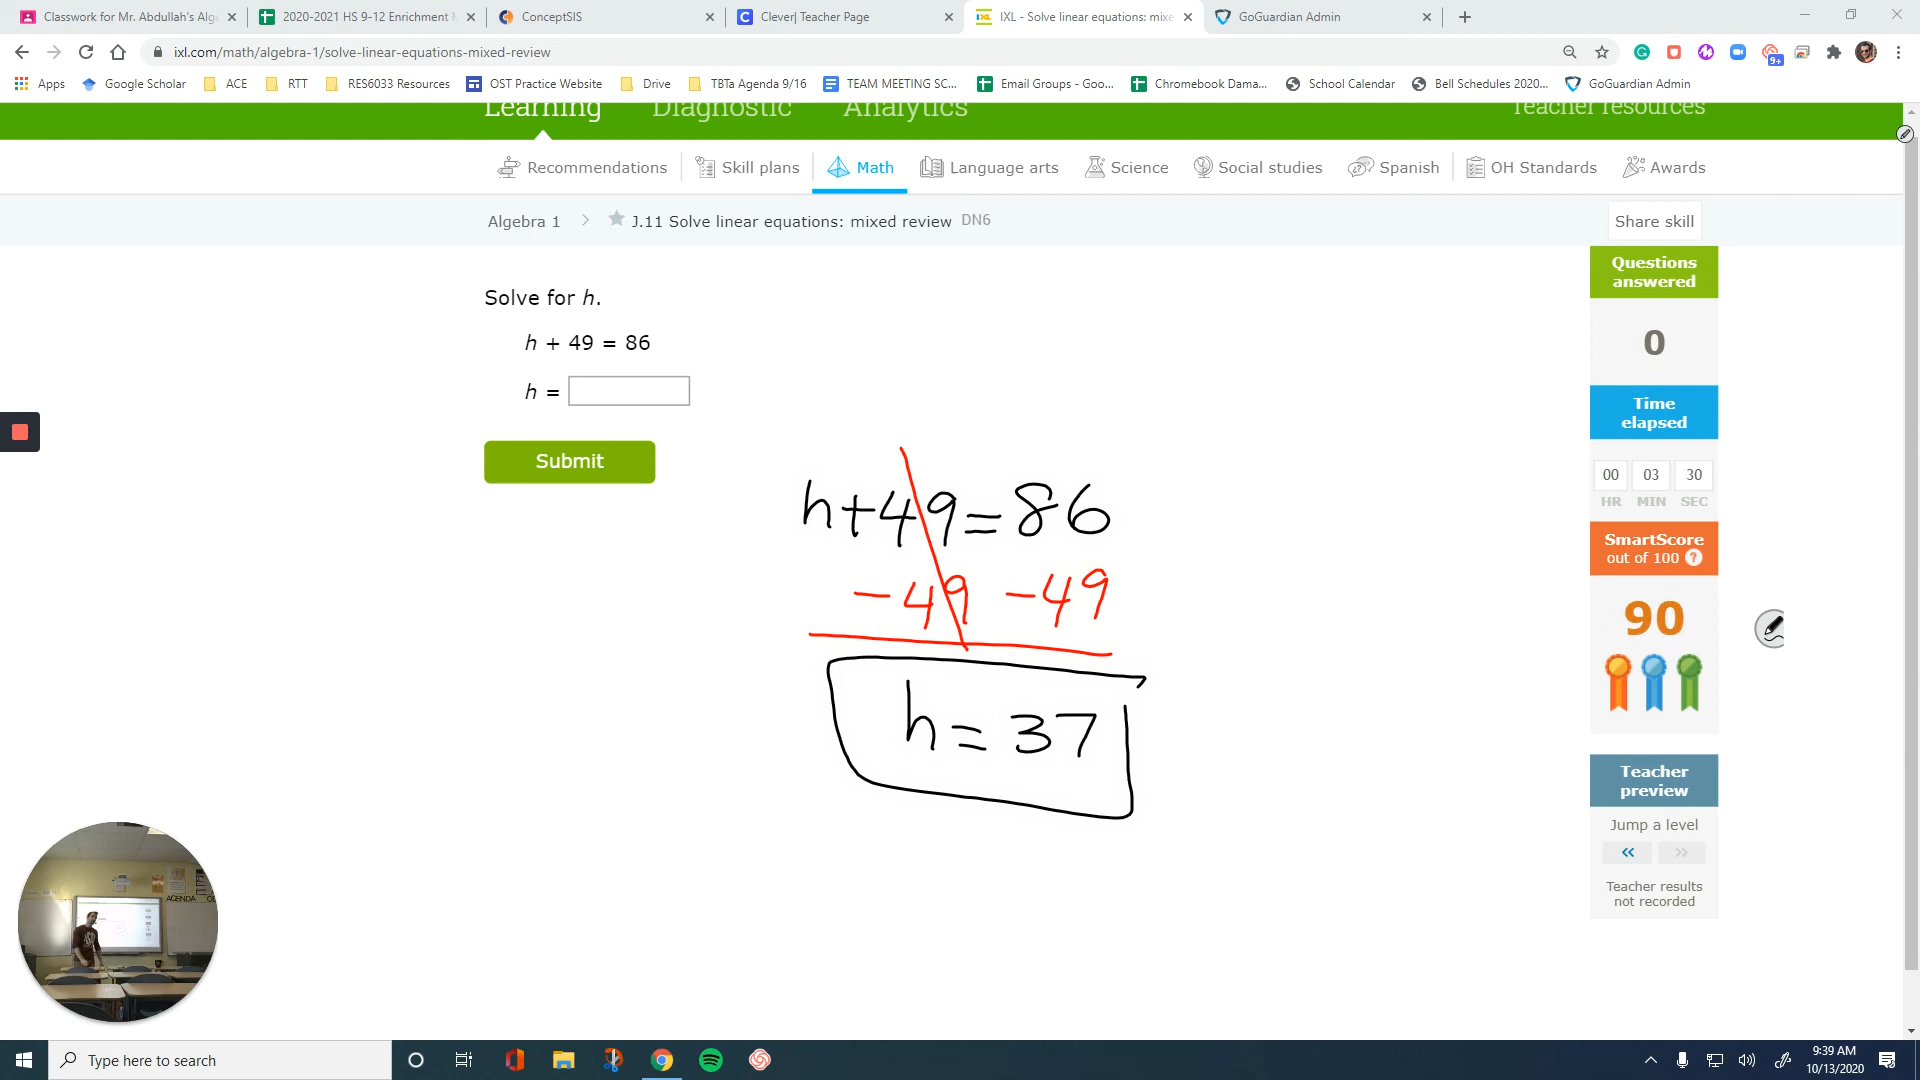 Classwork for Mr. Abdullah's Alg
2020-2021 HS 9-12 Enrichment M
ConceptSIS
Clever| Teacher Page
IXL - Solve linear equations: mixe
GoGuardian Admin
ixl.com/math/algebra-1/solve-linear-equations-mixed-review
9+
Apps
Google Scholar
ACE
RTT
RES6033 Resources
OST Practice Website
Drive
TBTa Agenda 9/16
TEAM MEETING SC...
Email Groups - Goo...
Chromebook Dama...
School Calendar
Bell Schedules 2020...
GoGuardian Admin
Learning
Diagnostic
Analytics
Teacher resources
Recommendations
Skill plans
Math
Language arts
Science
Social studies
Spanish
OH Standards
Awards
Algebra 1 > J.11 Solve linear equations: mixed review DN6
Share skill
Solve for h.
h + 49 = 86
h =
Submit
Questions
answered
0
Time
elapsed
00 03 30
HR MIN SEC
SmartScore
out of 100 ?
90
Teacher
preview
Jump a level
Teacher results
not recorded
h+49=86
-49 -49
h=37
AGENDA
Type here to search
9:39 AM
10/13/2020